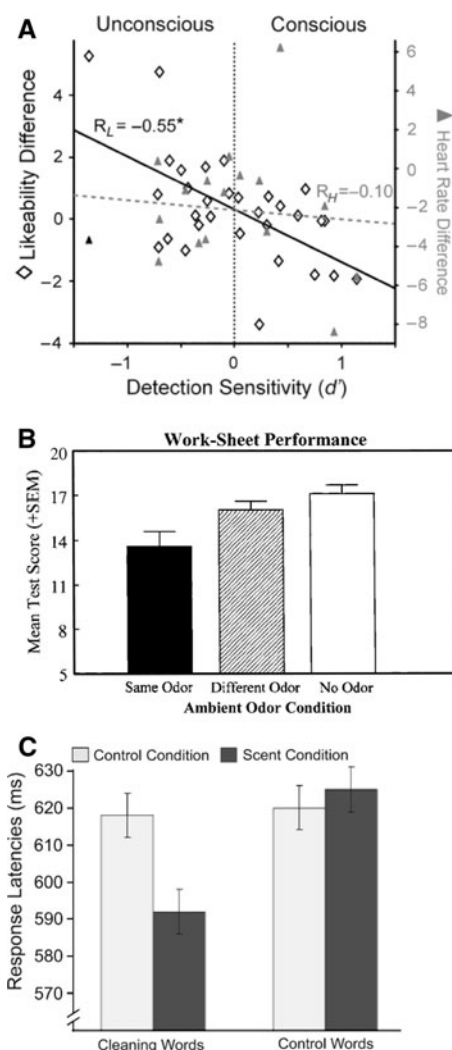 A
Unconscious
Conscious
◇ Likeability Difference
▲ Heart Rate Difference
R_L = –0.55*
R_H=–0.10
4
2
0
−2
−4
6
4
2
0
−2
−4
−6
−8
−1
0
1
Detection Sensitivity (d')
B
Work-Sheet Performance
Mean Test Score (+SEM)
20
17
14
11
8
5
Same Odor
Different Odor
No Odor
Ambient Odor Condition
C
Control Condition
Scent Condition
Response Latencies (ms)
630
620
610
600
590
580
570
Cleaning Words
Control Words